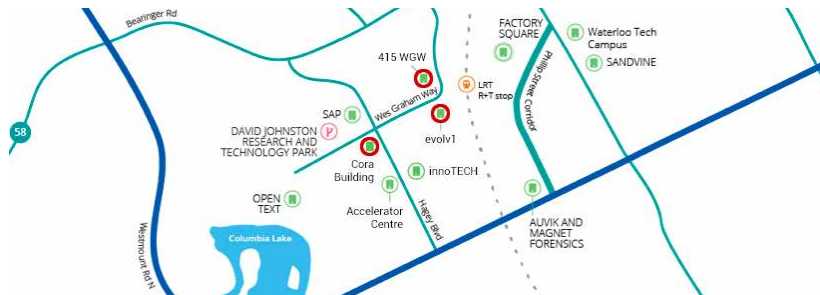 Bearinger Rd
FACTORY
SQUARE
Waterloo Tech
Campus
SANDVINE
415 WGW
Phillip Street Corridor
LRT
R+T stop
Wes Graham Way
SAP
58
DAVID JOHNSTON
RESEARCH AND
TECHNOLOGY PARK
evolv1
Cora
Building
innoTECH
OPEN
TEXT
Accelerator
Centre
Hagey Blvd
AUVIK AND
MAGNET
FORENSICS
Westmount Rd N
Columbia Lake